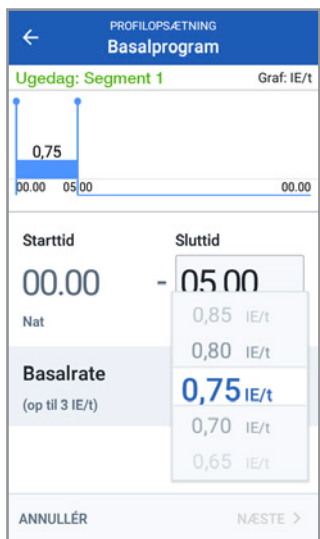 PROFILOPSÆTNING
Basalprogram
Ugedag: Segment 1 Graf: IE/t
0,75
00.00 05.00 00.00
Starttid Sluttid
00.00 - 05.00
Nat
0,85 IE/t
0,80 IE/t
Basalrate
0,75 IE/t
(op til 3 IE/t)
0,70 IE/t
0,65 IE/t
ANNULLÉR NÆSTE >